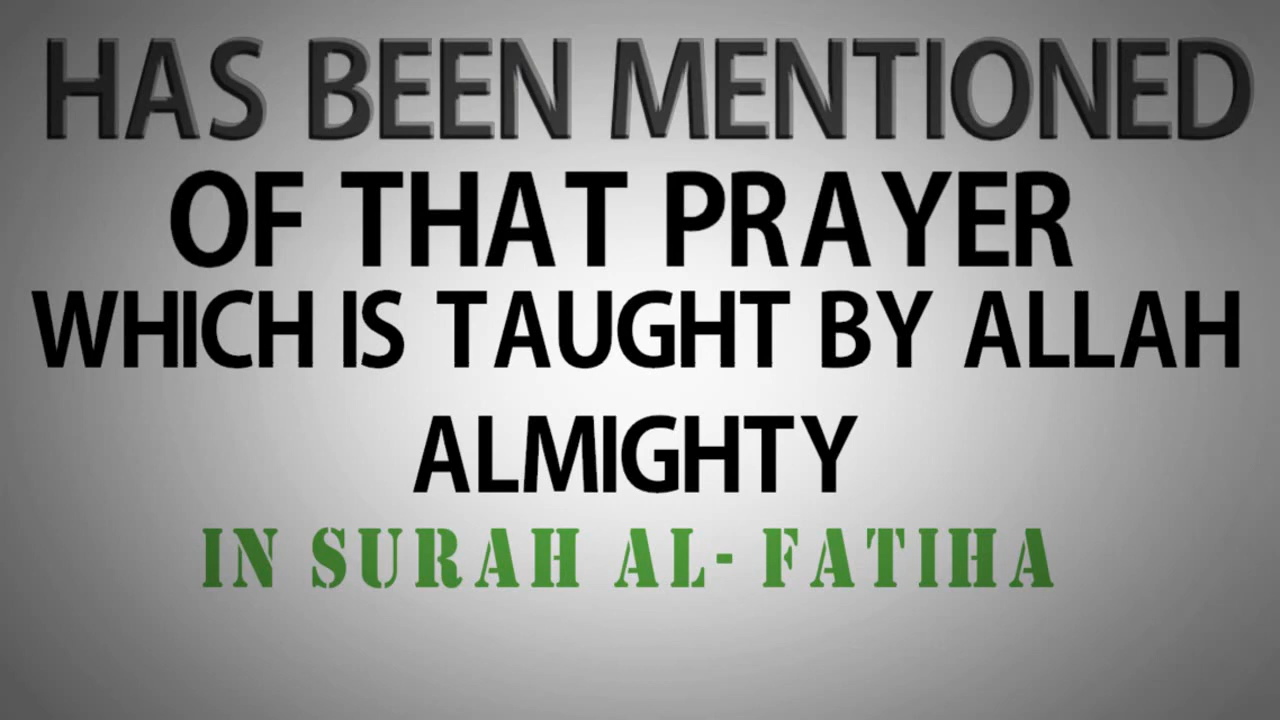 HAS BEEN MENTIONED
OF THAT PRAYER
WHICH IS TAUGHT BY ALLAH
ALMIGHTY
IN SURAH AL- FATIHA